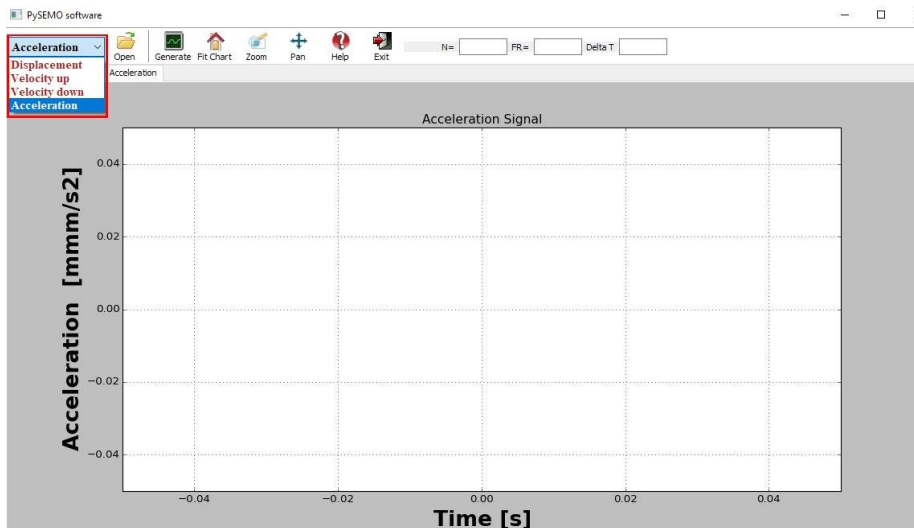 PySEMO software
Acceleration
Open Generate Fit Chart Zoom Pan Help Exit N= FR= Delta T
Displacement
Velocity up
Velocity down
Acceleration
Acceleration
Acceleration Signal
Acceleration [mmm/s2]
0.04
0.02
0.00
−0.02
−0.04
−0.04 −0.02 0.00 0.02 0.04
Time [s]